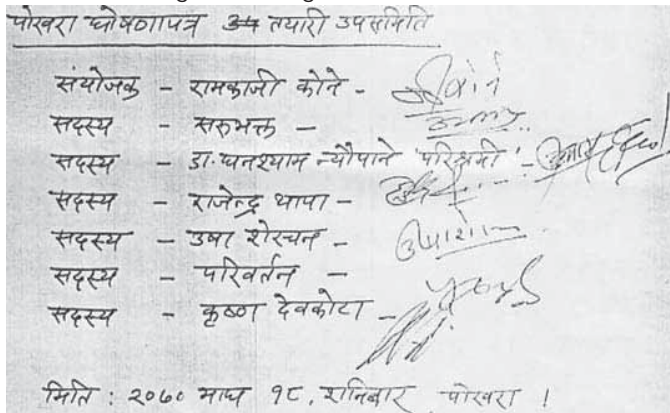 पोखरा घोषणापत्र तयारी उपसमिति
संयोजक - रामकाजी कोने -
सदस्य - सरुभक्त -
सदस्य - डा. घनश्याम न्यौपाने 'परिश्रमी' -
सदस्य - राजेन्द्र थापा -
सदस्य - उषा शेरचन -
सदस्य - परिवर्तन -
सदस्य - कृष्ण देवकोटा -
मिति : २०७० माघ १८, शनिबार, पोखरा !